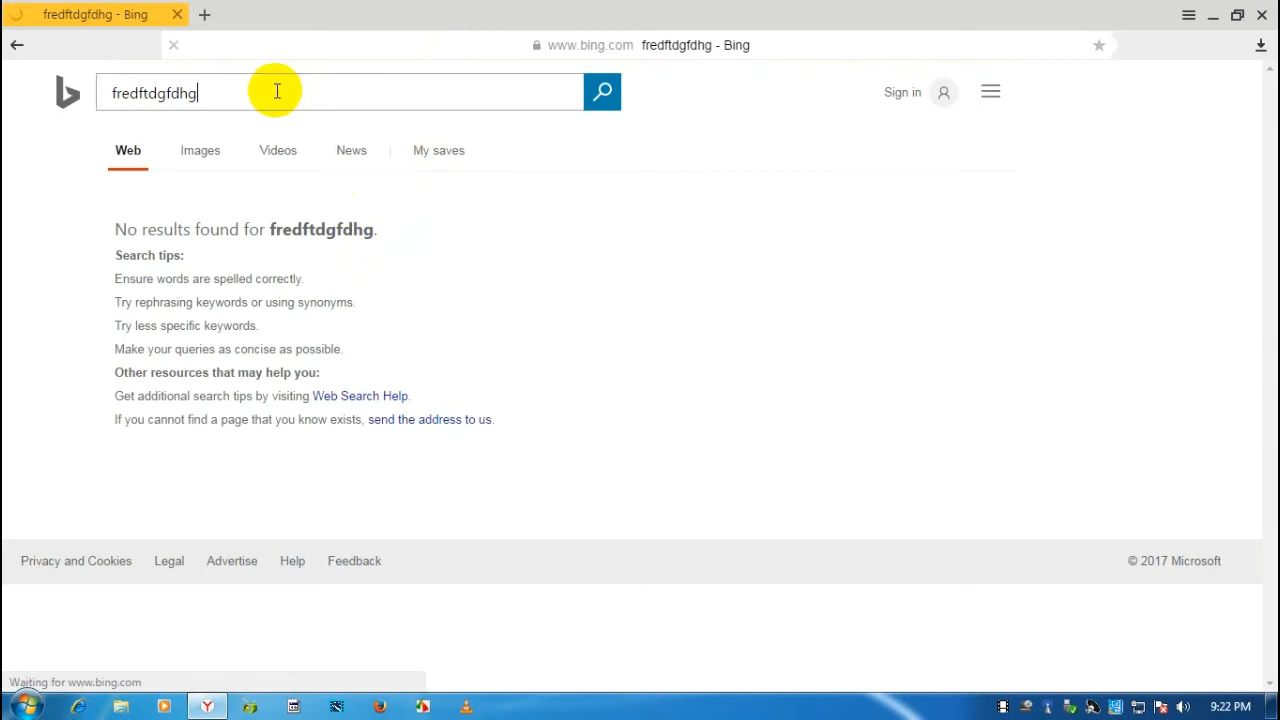 fredftdgfdhg - Bing
www.bing.com fredftdgfdhg - Bing
fredftdgfdhg
Sign in
Web Images Videos News My saves
No results found for fredftdgfdhg.
Search tips:
Ensure words are spelled correctly.
Try rephrasing keywords or using synonyms.
Try less specific keywords.
Make your queries as concise as possible.
Other resources that may help you:
Get additional search tips by visiting Web Search Help.
If you cannot find a page that you know exists, send the address to us.
Privacy and Cookies Legal Advertise Help Feedback © 2017 Microsoft
Waiting for www.bing.com
9:22 PM